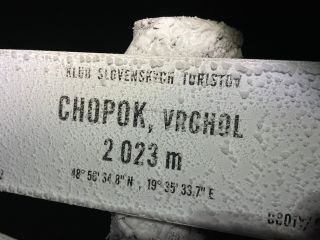 KLUB SLOVENSKÝCH TURISTOV
CHOPOK, VRCHOL
2 023 m
48° 56' 34.8" N , 19° 35' 33.7" E